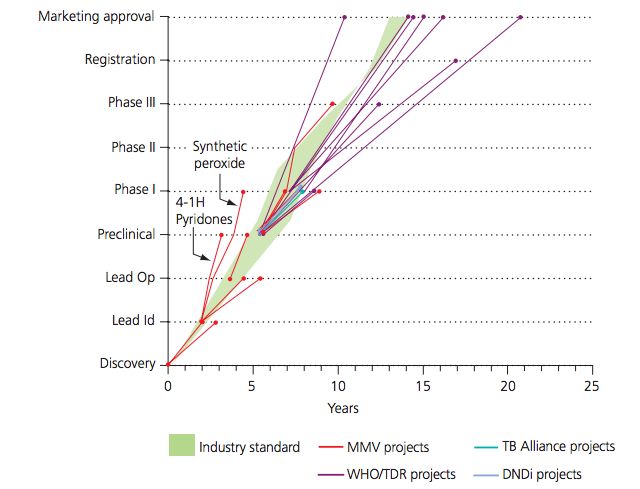 Marketing approval
Registration
Phase III
Phase II
Synthetic
peroxide
Phase I
4-1H
Pyridones
Preclinical
Lead Op
Lead Id
Discovery
0 5 10 15 20 25
Years
Industry standard
MMV projects
TB Alliance projects
WHO/TDR projects
DNDi projects